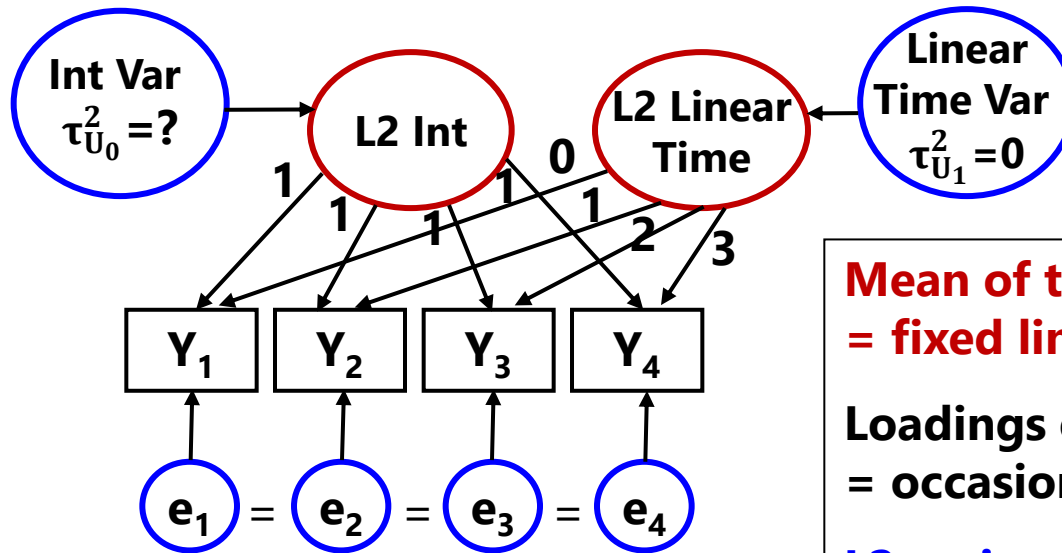 Int Var
τ²U₀ =?
L2 Int
L2 Linear
Time
Linear
Time Var
τ²U₁ =0
1
1
1
1
0
1
2
3
Y₁
Y₂
Y₃
Y₄
e₁ = e₂ = e₃ = e₄
Mean of t
= fixed lin
Loadings
= occasion